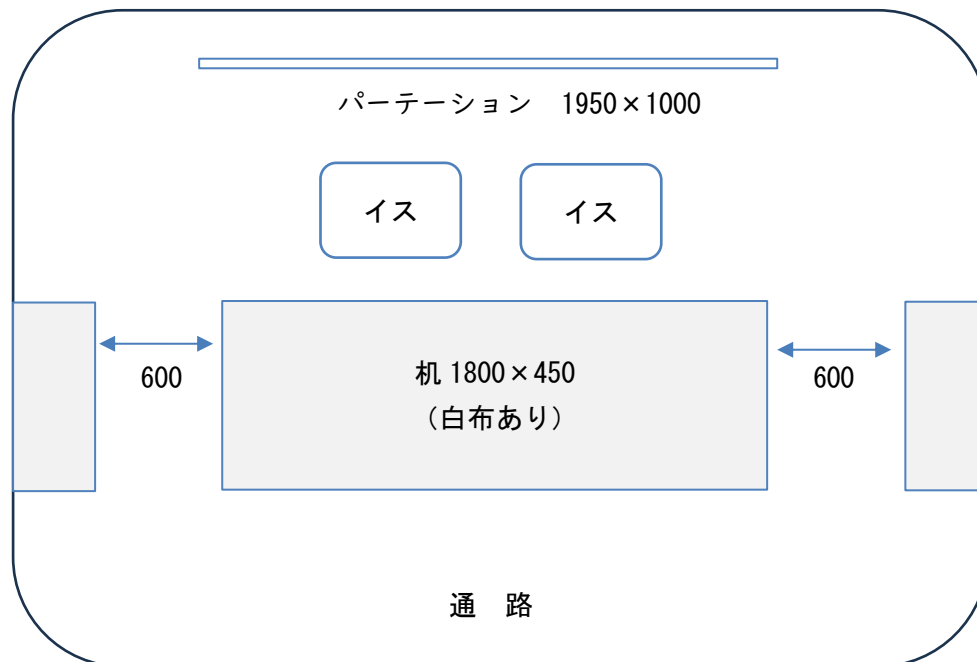 パーテーション　1950×1000
イス　イス
机 1800×450
600　600
（白布あり）
通　路